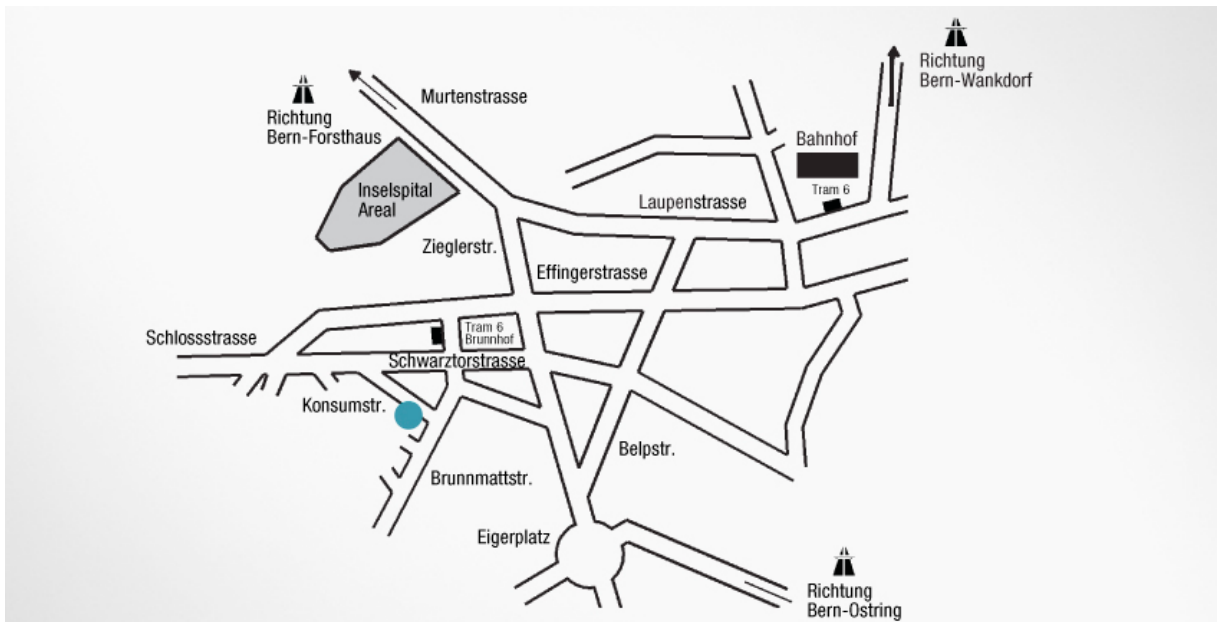 Richtung
Bern-Wankdorf
Murtenstrasse
Richtung
Bern-Forsthaus
Bahnhof
Tram 6
Inselspital
Areal
Laupenstrasse
Zieglerstr.
Effingerstrasse
Schlossstrasse
Tram 6
Brunnhof
Schwarztorstrasse
Konsumstr.
Belpstr.
Brunnmattstr.
Eigerplatz
Richtung
Bern-Ostring